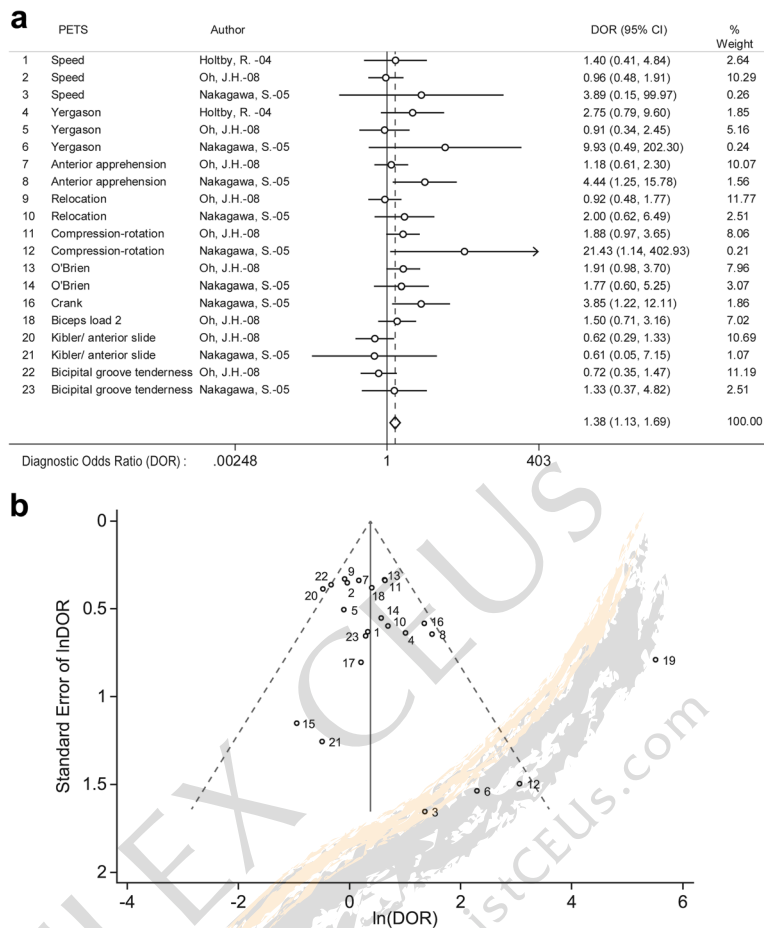 a
PETS Author DOR (95% CI) % Weight
1 Speed Holtby, R. -04 1.40 (0.41, 4.84) 2.64
2 Speed Oh, J.H.-08 0.96 (0.48, 1.91) 10.29
3 Speed Nakagawa, S.-05 3.89 (0.15, 99.97) 0.26
4 Yergason Holtby, R. -04 2.75 (0.79, 9.60) 1.85
5 Yergason Oh, J.H.-08 0.91 (0.34, 2.45) 5.16
6 Yergason Nakagawa, S.-05 9.93 (0.49, 202.30) 0.24
7 Anterior apprehension Oh, J.H.-08 1.18 (0.61, 2.30) 10.07
8 Anterior apprehension Nakagawa, S.-05 4.44 (1.25, 15.78) 1.56
9 Relocation Oh, J.H.-08 0.92 (0.48, 1.77) 11.77
10 Relocation Nakagawa, S.-05 2.00 (0.62, 6.49) 2.51
11 Compression-rotation Oh, J.H.-08 1.88 (0.97, 3.65) 8.06
12 Compression-rotation Nakagawa, S.-05 21.43 (1.14, 402.93) 0.21
13 O'Brien Oh, J.H.-08 1.91 (0.98, 3.70) 7.96
14 O'Brien Nakagawa, S.-05 1.77 (0.60, 5.25) 3.07
16 Crank Nakagawa, S.-05 3.85 (1.22, 12.11) 1.86
18 Biceps load 2 Oh, J.H.-08 1.50 (0.71, 3.16) 7.02
20 Kibler/ anterior slide Oh, J.H.-08 0.62 (0.29, 1.33) 10.69
21 Kibler/ anterior slide Nakagawa, S.-05 0.61 (0.05, 7.15) 1.07
22 Bicipital groove tenderness Oh, J.H.-08 0.72 (0.35, 1.47) 11.19
23 Bicipital groove tenderness Nakagawa, S.-05 1.33 (0.37, 4.82) 2.51
1.38 (1.13, 1.69) 100.00
Diagnostic Odds Ratio (DOR) : .00248 1 403
b
Standard Error of lnDOR
0
22 9 7 13
20 2 18 11
0.5
5 14
10 16
23 1 4 8
17 19
1
15
21
1.5
6 12
3
2
-4 -2 0 2 4 6
ln(DOR)
ILEX CEUS
istCEUs.com